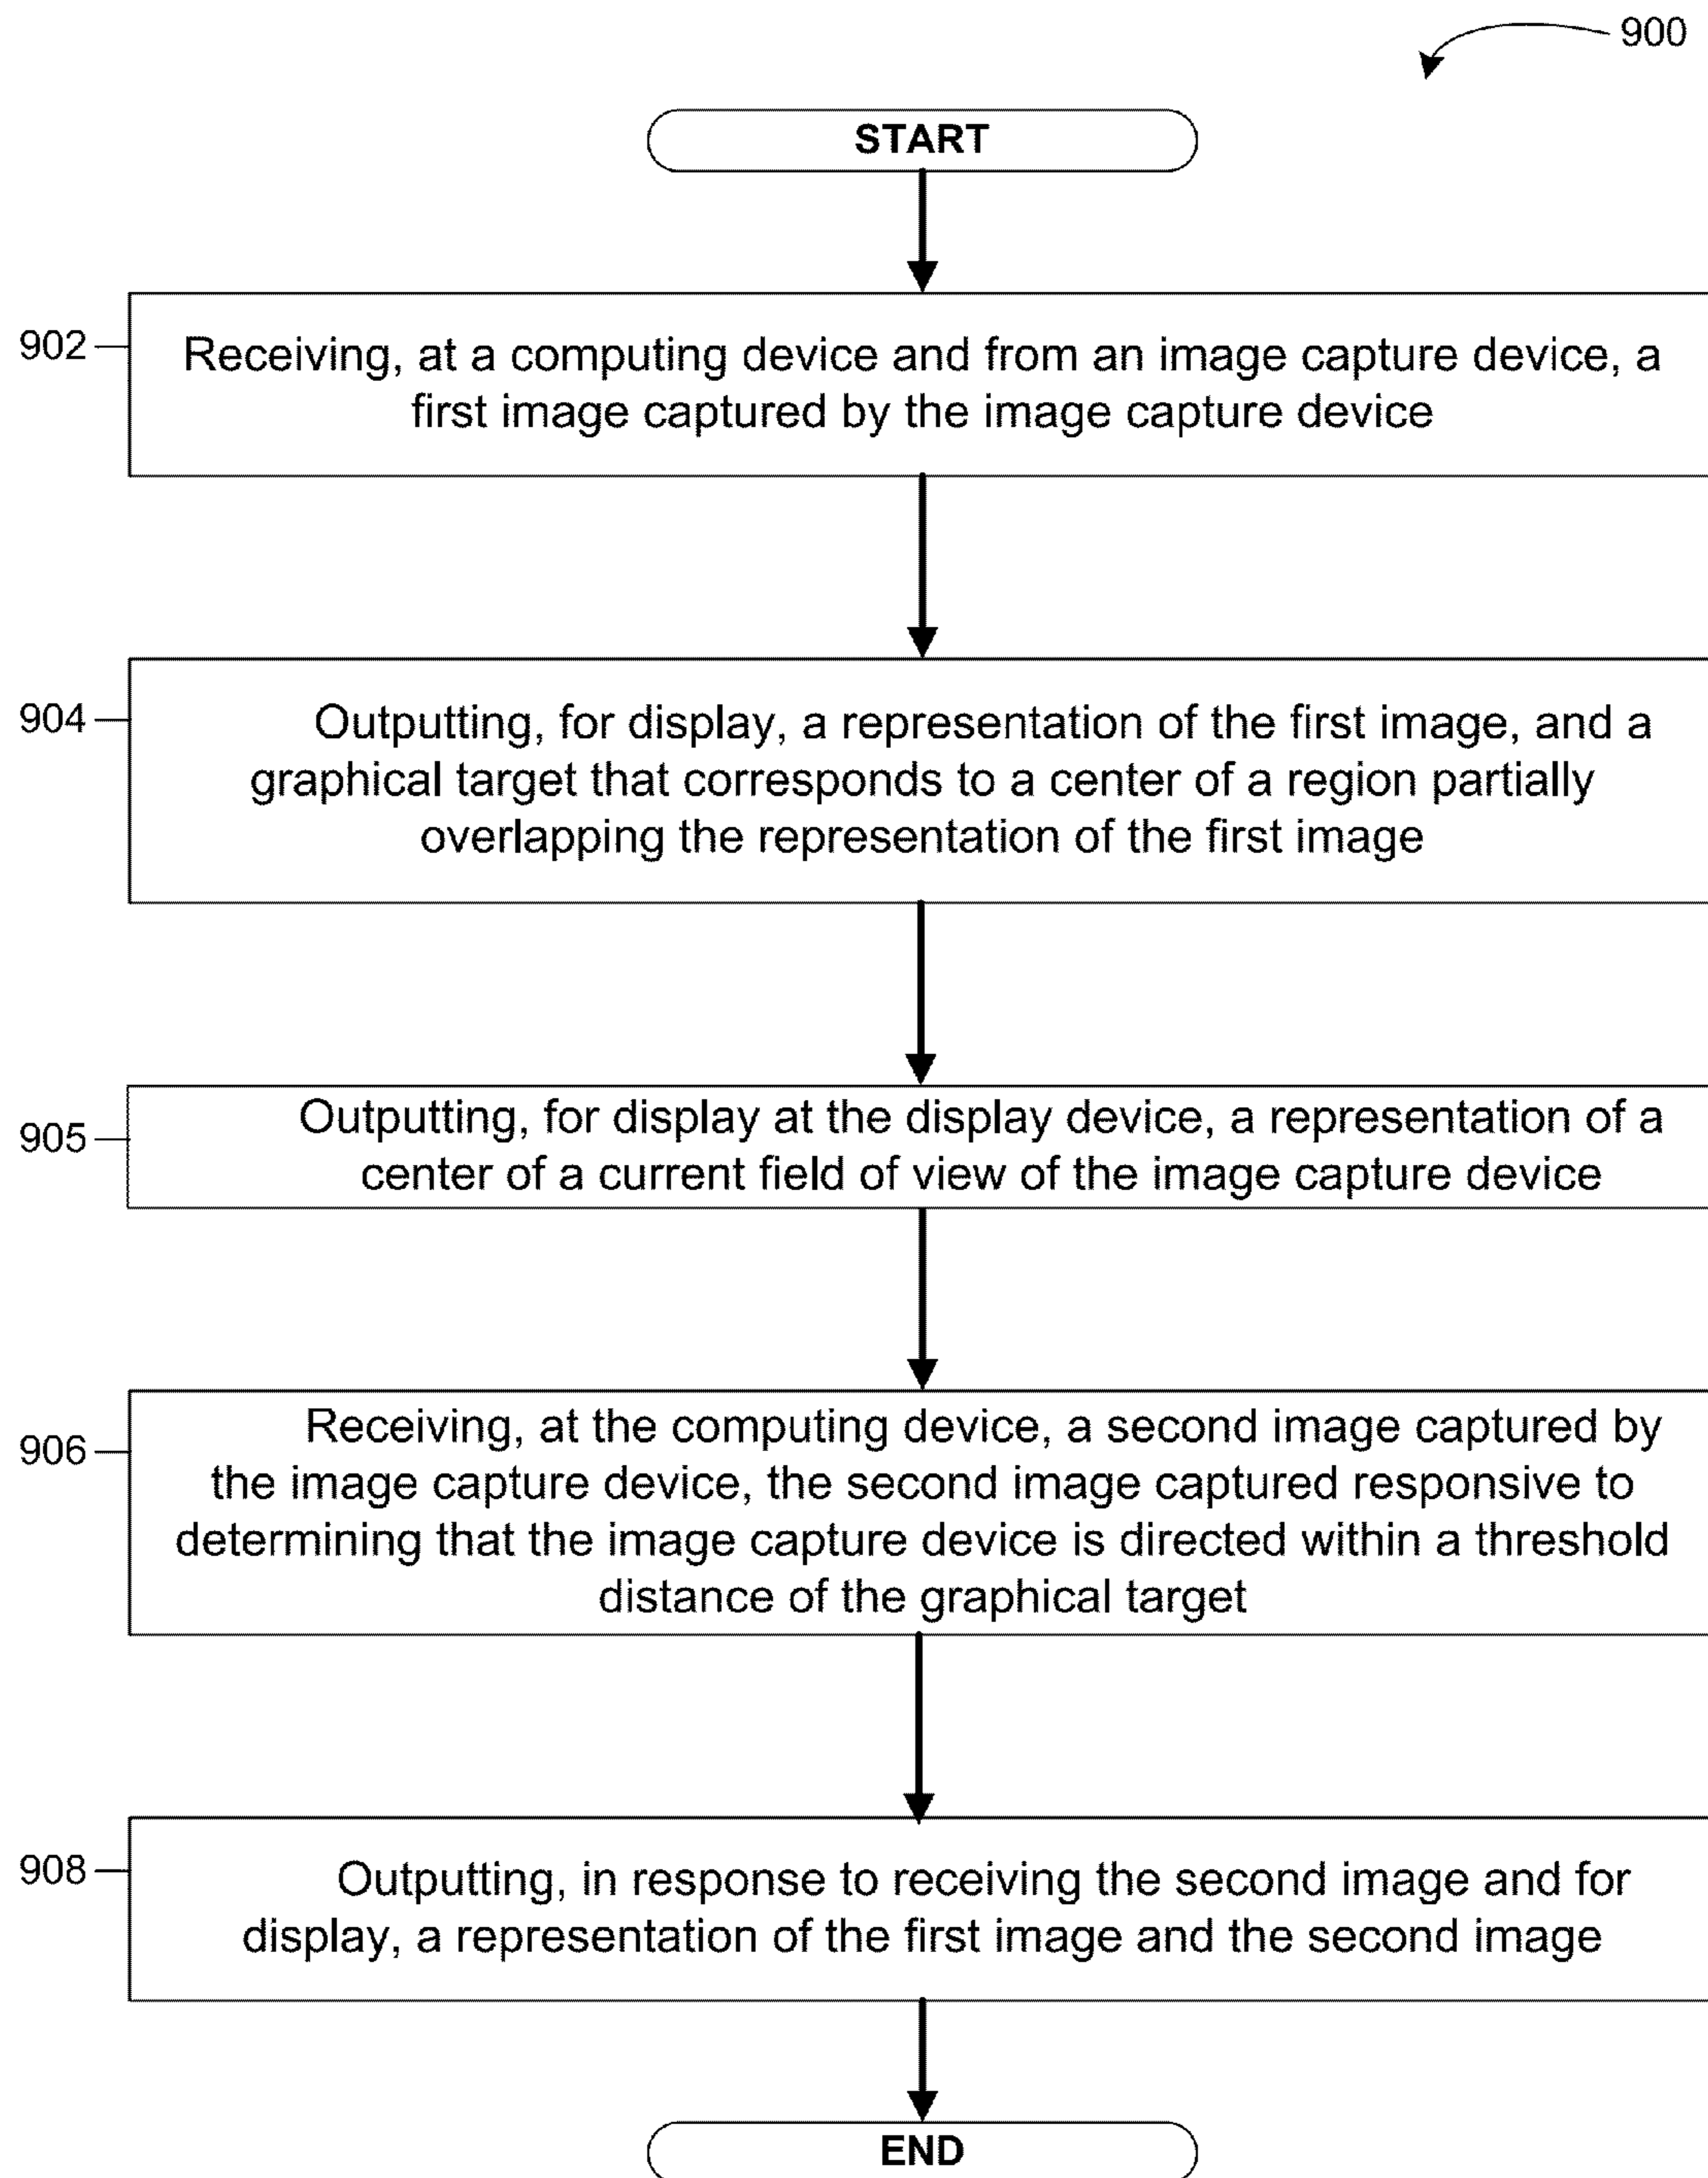 900
START
902
Receiving, at a computing device and from an image capture device, a
first image captured by the image capture device
904
Outputting, for display, a representation of the first image, and a
graphical target that corresponds to a center of a region partially
overlapping the representation of the first image
905
Outputting, for display at the display device, a representation of a
center of a current field of view of the image capture device
906
Receiving, at the computing device, a second image captured by
the image capture device, the second image captured responsive to
determining that the image capture device is directed within a threshold
distance of the graphical target
908
Outputting, in response to receiving the second image and for
display, a representation of the first image and the second image
END